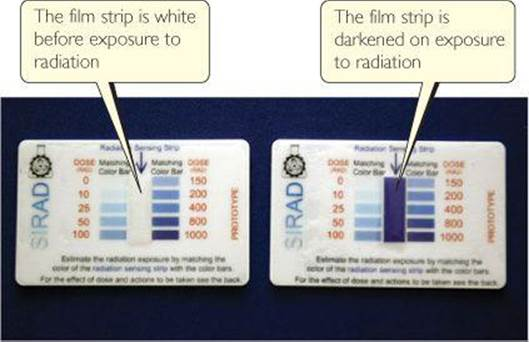 The film strip is white
before exposure to
radiation
The film strip is
darkened on exposure
to radiation
Radiation Sensing Strip
DOSE (RAD) Matching Color Bar Matching Color Bar DOSE (RAD)
0 150
10 200
25 400
50 800
100 1000
SIRAD
PROTOTYPE
Estimate the radiation exposure by matching the
color of the radiation sensing strip with the color bars.
For the effect of dose and actions to be taken see the back.
Radiation Sensing Strip
DOSE (RAD) Matching Color Bar Matching Color Bar DOSE (RAD)
0 150
10 200
25 400
50 800
100 1000
SIRAD
PROTOTYPE
Estimate the radiation exposure by matching the
color of the radiation sensing strip with the color bars.
For the effect of dose and actions to be taken see the back.